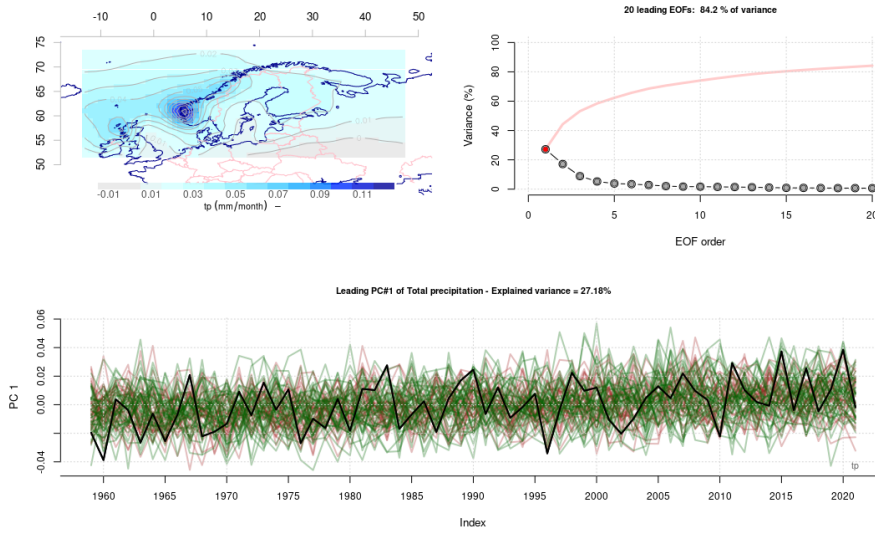 -10 0 10 20 30 40 50
75
70
65
60
55
50
-0.01 0.01 0.03 0.05 0.07 0.09 0.11
tp (mm/month) −
20 leading EOFs: 84.2 % of variance
Variance (%)
100
80
60
40
20
0
0 5 10 15 20
EOF order
Leading PC#1 of Total precipitation - Explained variance = 27.18%
PC 1
0.06
0.04
0.02
0.00
-0.04
tp
1960 1965 1970 1975 1980 1985 1990 1995 2000 2005 2010 2015 2020
Index